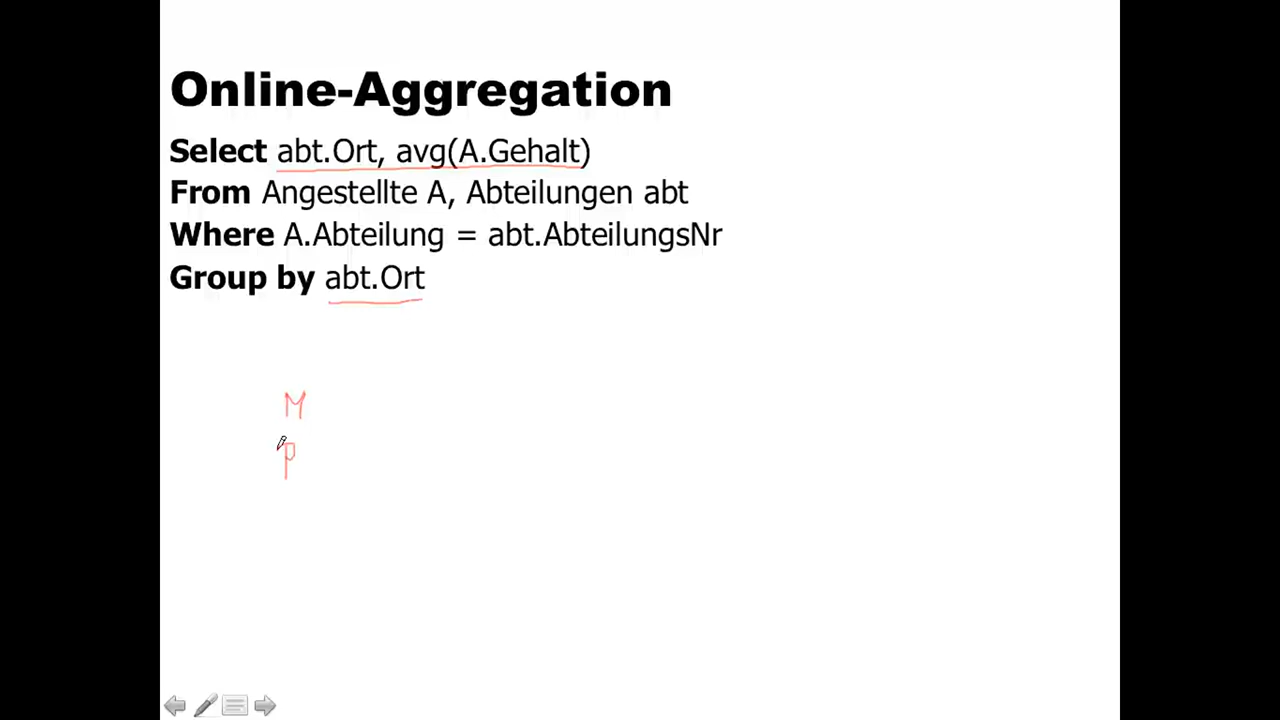 Online-Aggregation
Select abt.Ort, avg(A.Gehalt)
From Angestellte A, Abteilungen abt
Where A.Abteilung = abt.AbteilungsNr
Group by abt.Ort
M
P